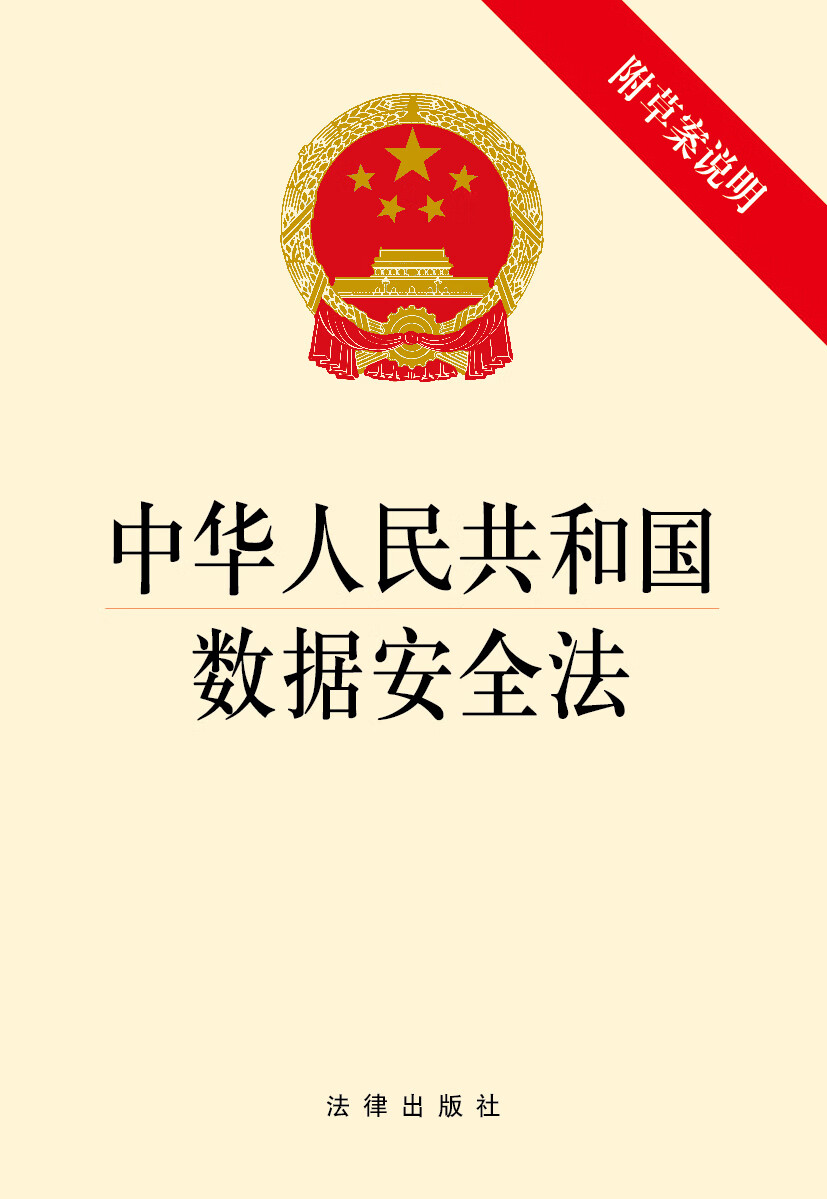 附草案说明
中华人民共和国
数据安全法
法律出版社